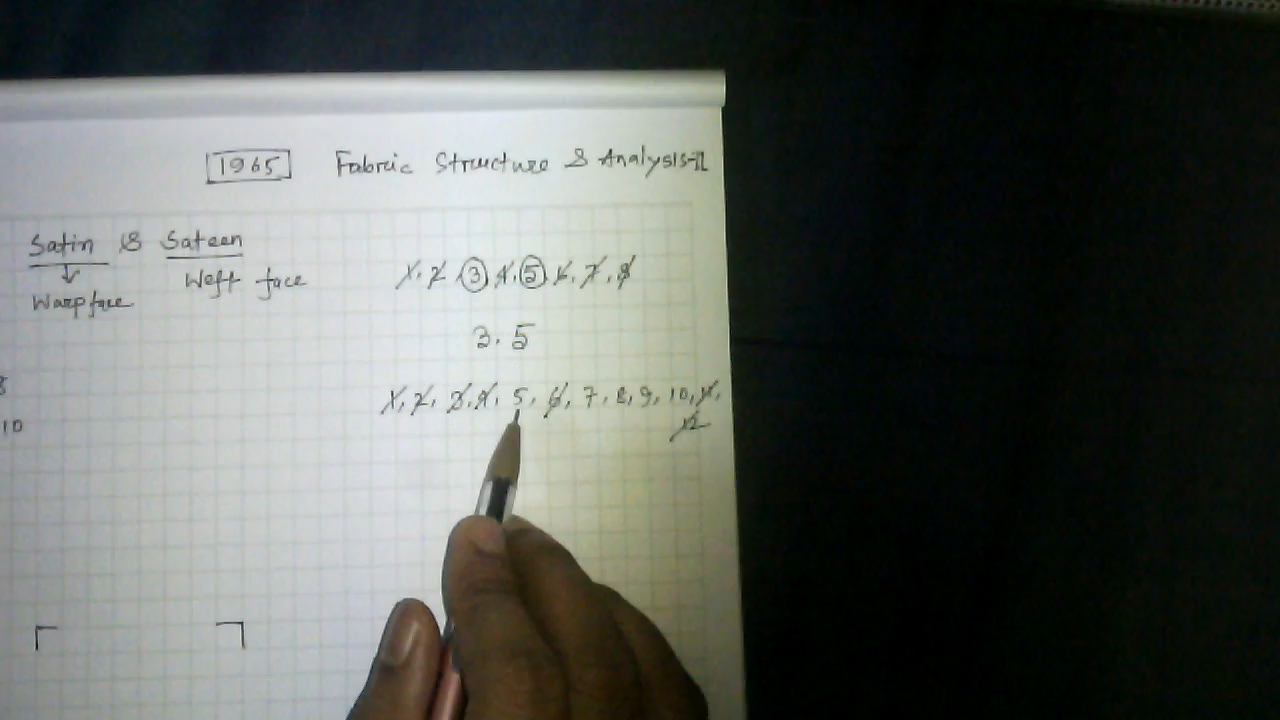 1965 Fabric Structure & Analysis-II
Satin & Sateen
Warp face
Weft face
1, 2, 3, 4, 5, 6, 7, 8
3, 5
8
10
1, 2, 3, 4, 5, 6, 7, 8, 9, 10, 11,
12